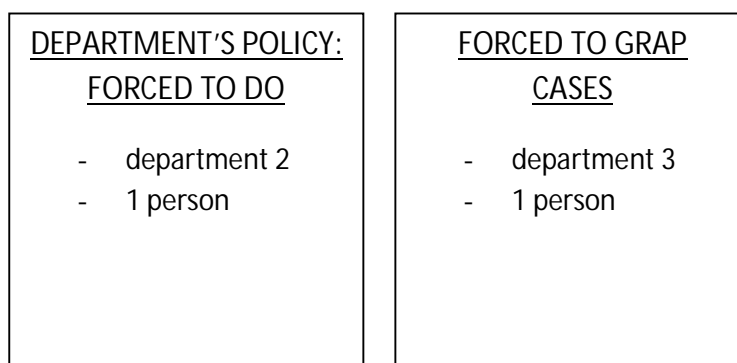 DEPARTMENT’S POLICY:
FORCED TO DO
- department 2
- 1 person
FORCED TO GRAP
CASES
- department 3
- 1 person